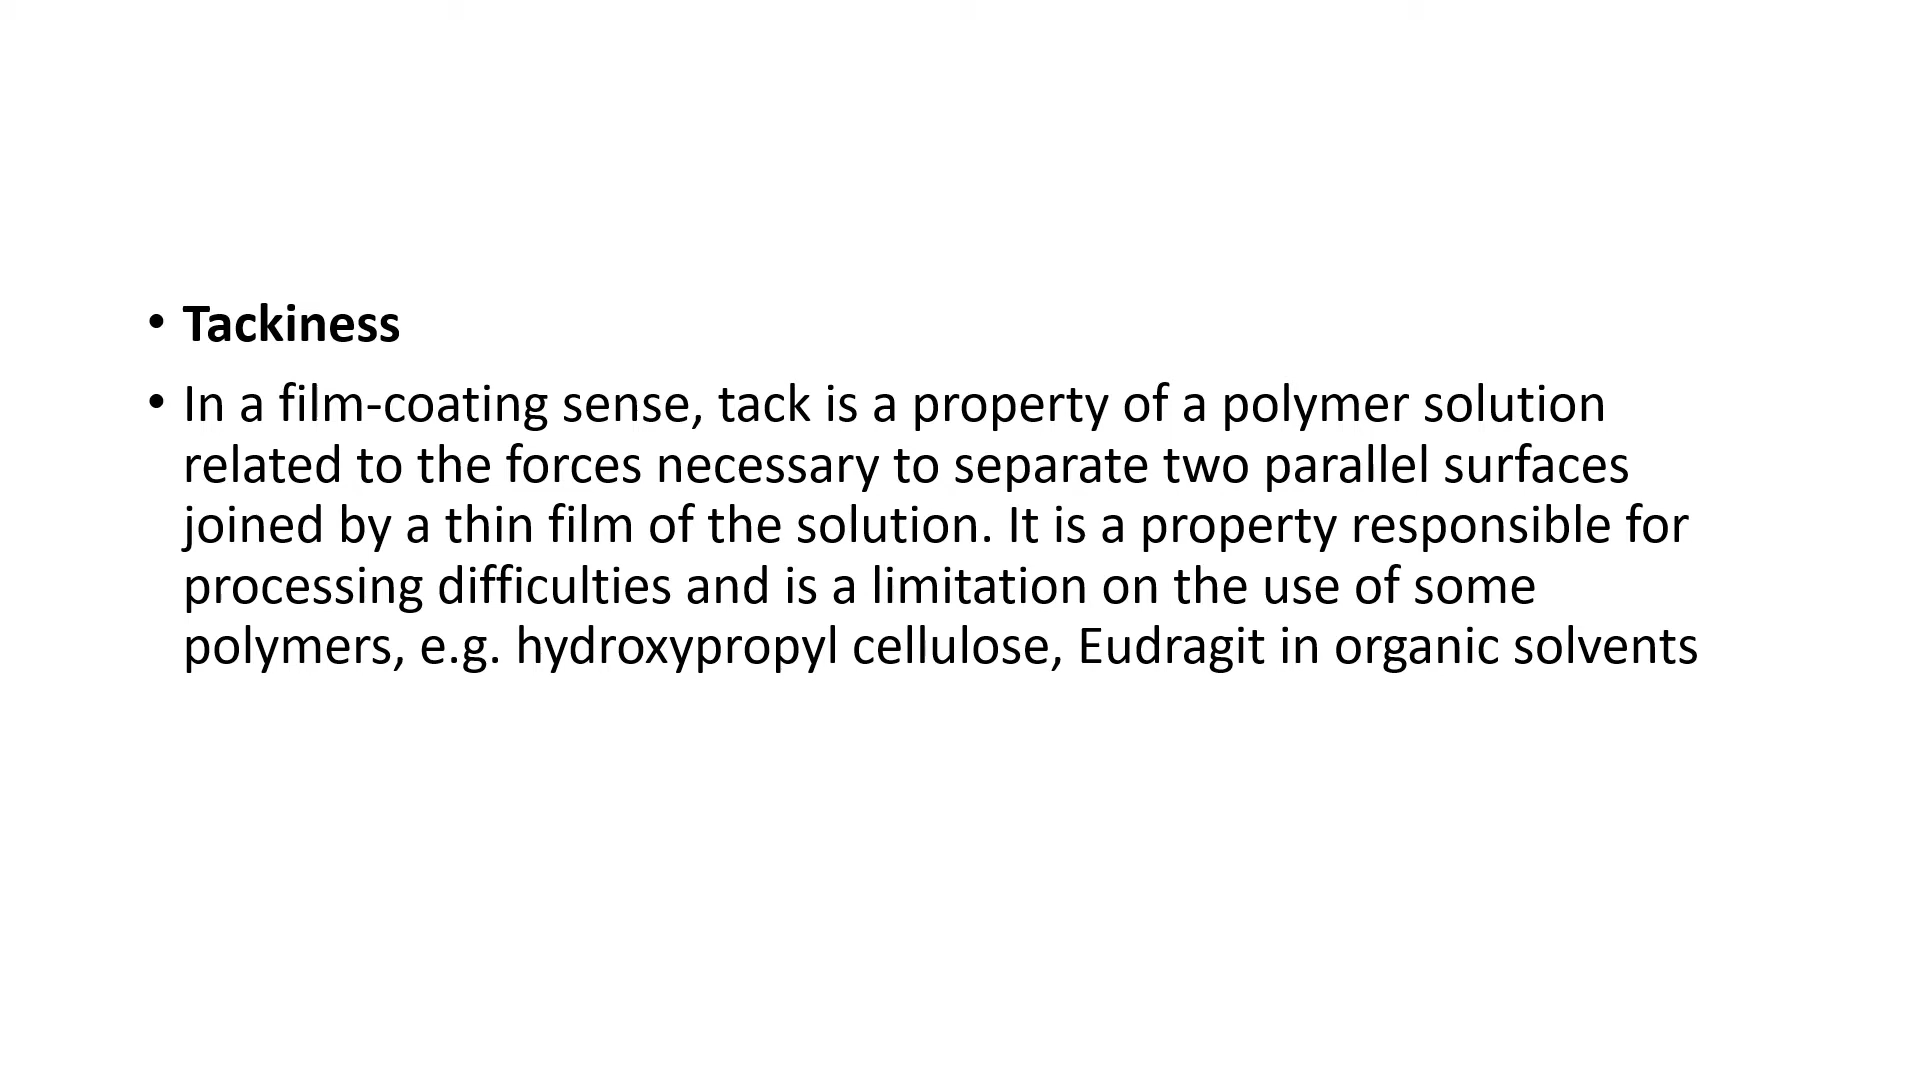 • Tackiness
• In a film-coating sense, tack is a property of a polymer solution
related to the forces necessary to separate two parallel surfaces
joined by a thin film of the solution. It is a property responsible for
processing difficulties and is a limitation on the use of some
polymers, e.g. hydroxypropyl cellulose, Eudragit in organic solvents